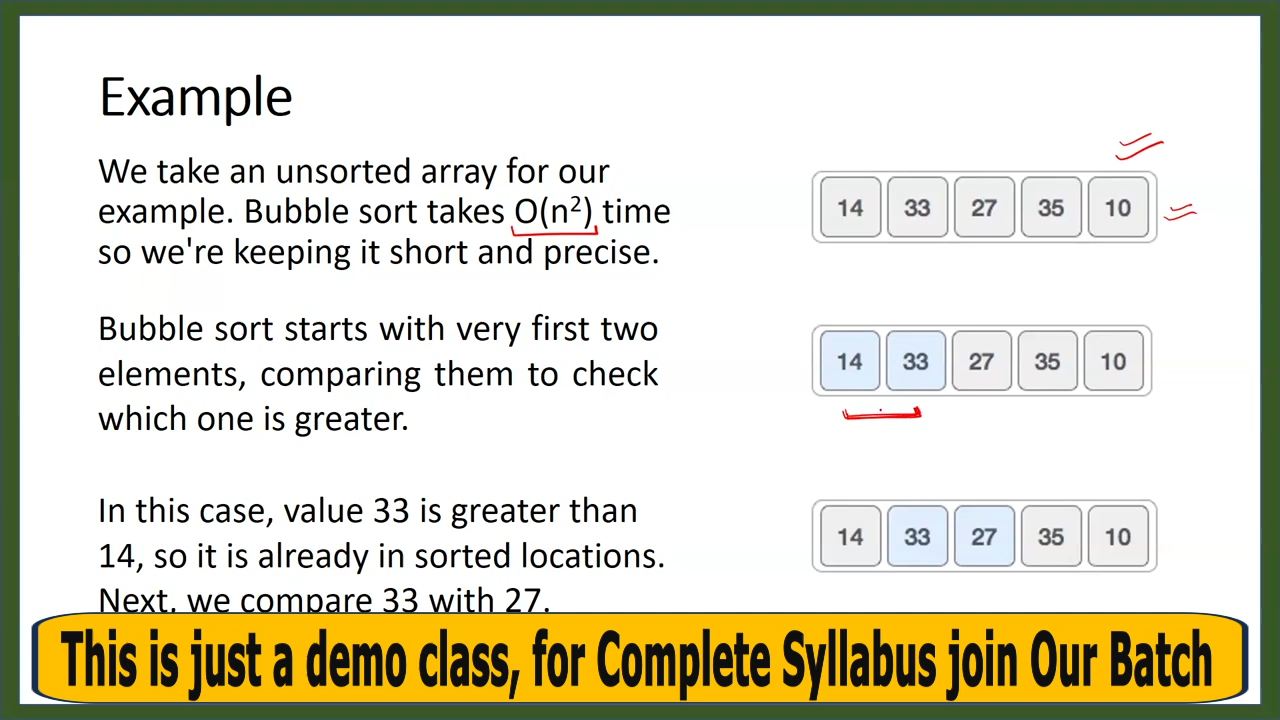 Example
We take an unsorted array for our
example. Bubble sort takes O(n²) time
so we're keeping it short and precise.
14 33 27 35 10
Bubble sort starts with very first two
elements, comparing them to check
which one is greater.
14 33 27 35 10
In this case, value 33 is greater than
14, so it is already in sorted locations.
Next, we compare 33 with 27.
14 33 27 35 10
This is just a demo class, for Complete Syllabus join Our Batch